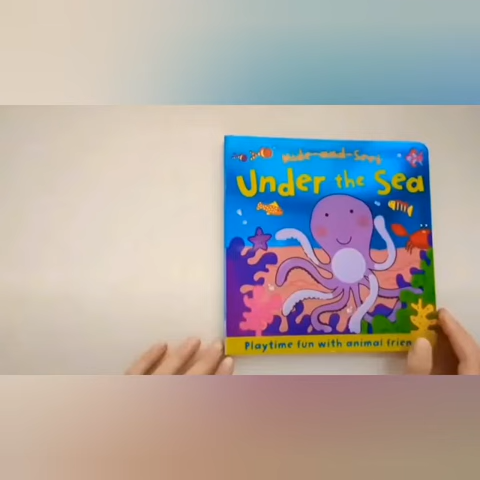 Hide-and-Seek
Under the Sea
Playtime fun with animal frien